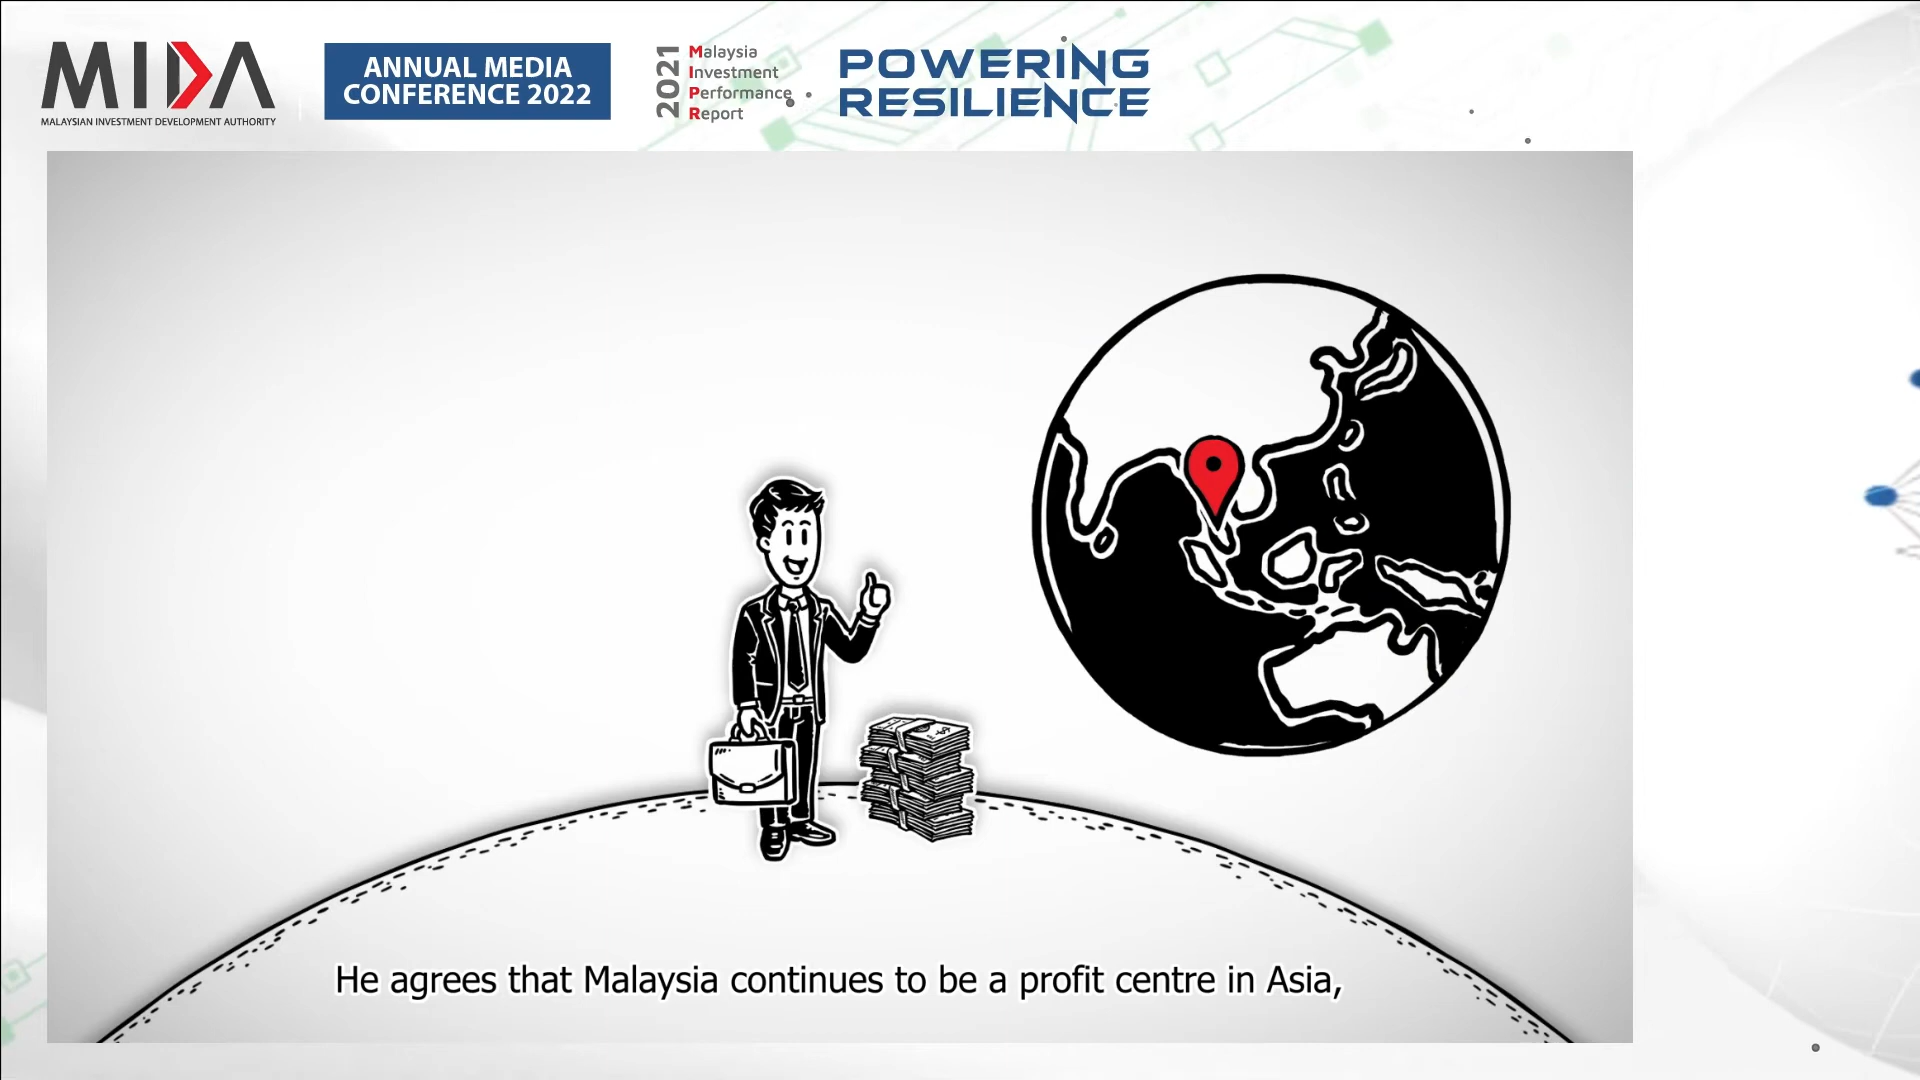 MIDA
MALAYSIAN INVESTMENT DEVELOPMENT AUTHORITY
ANNUAL MEDIA
CONFERENCE 2022
2021
Malaysia
Investment
Performance
Report
POWERING
RESILIENCE
He agrees that Malaysia continues to be a profit centre in Asia,